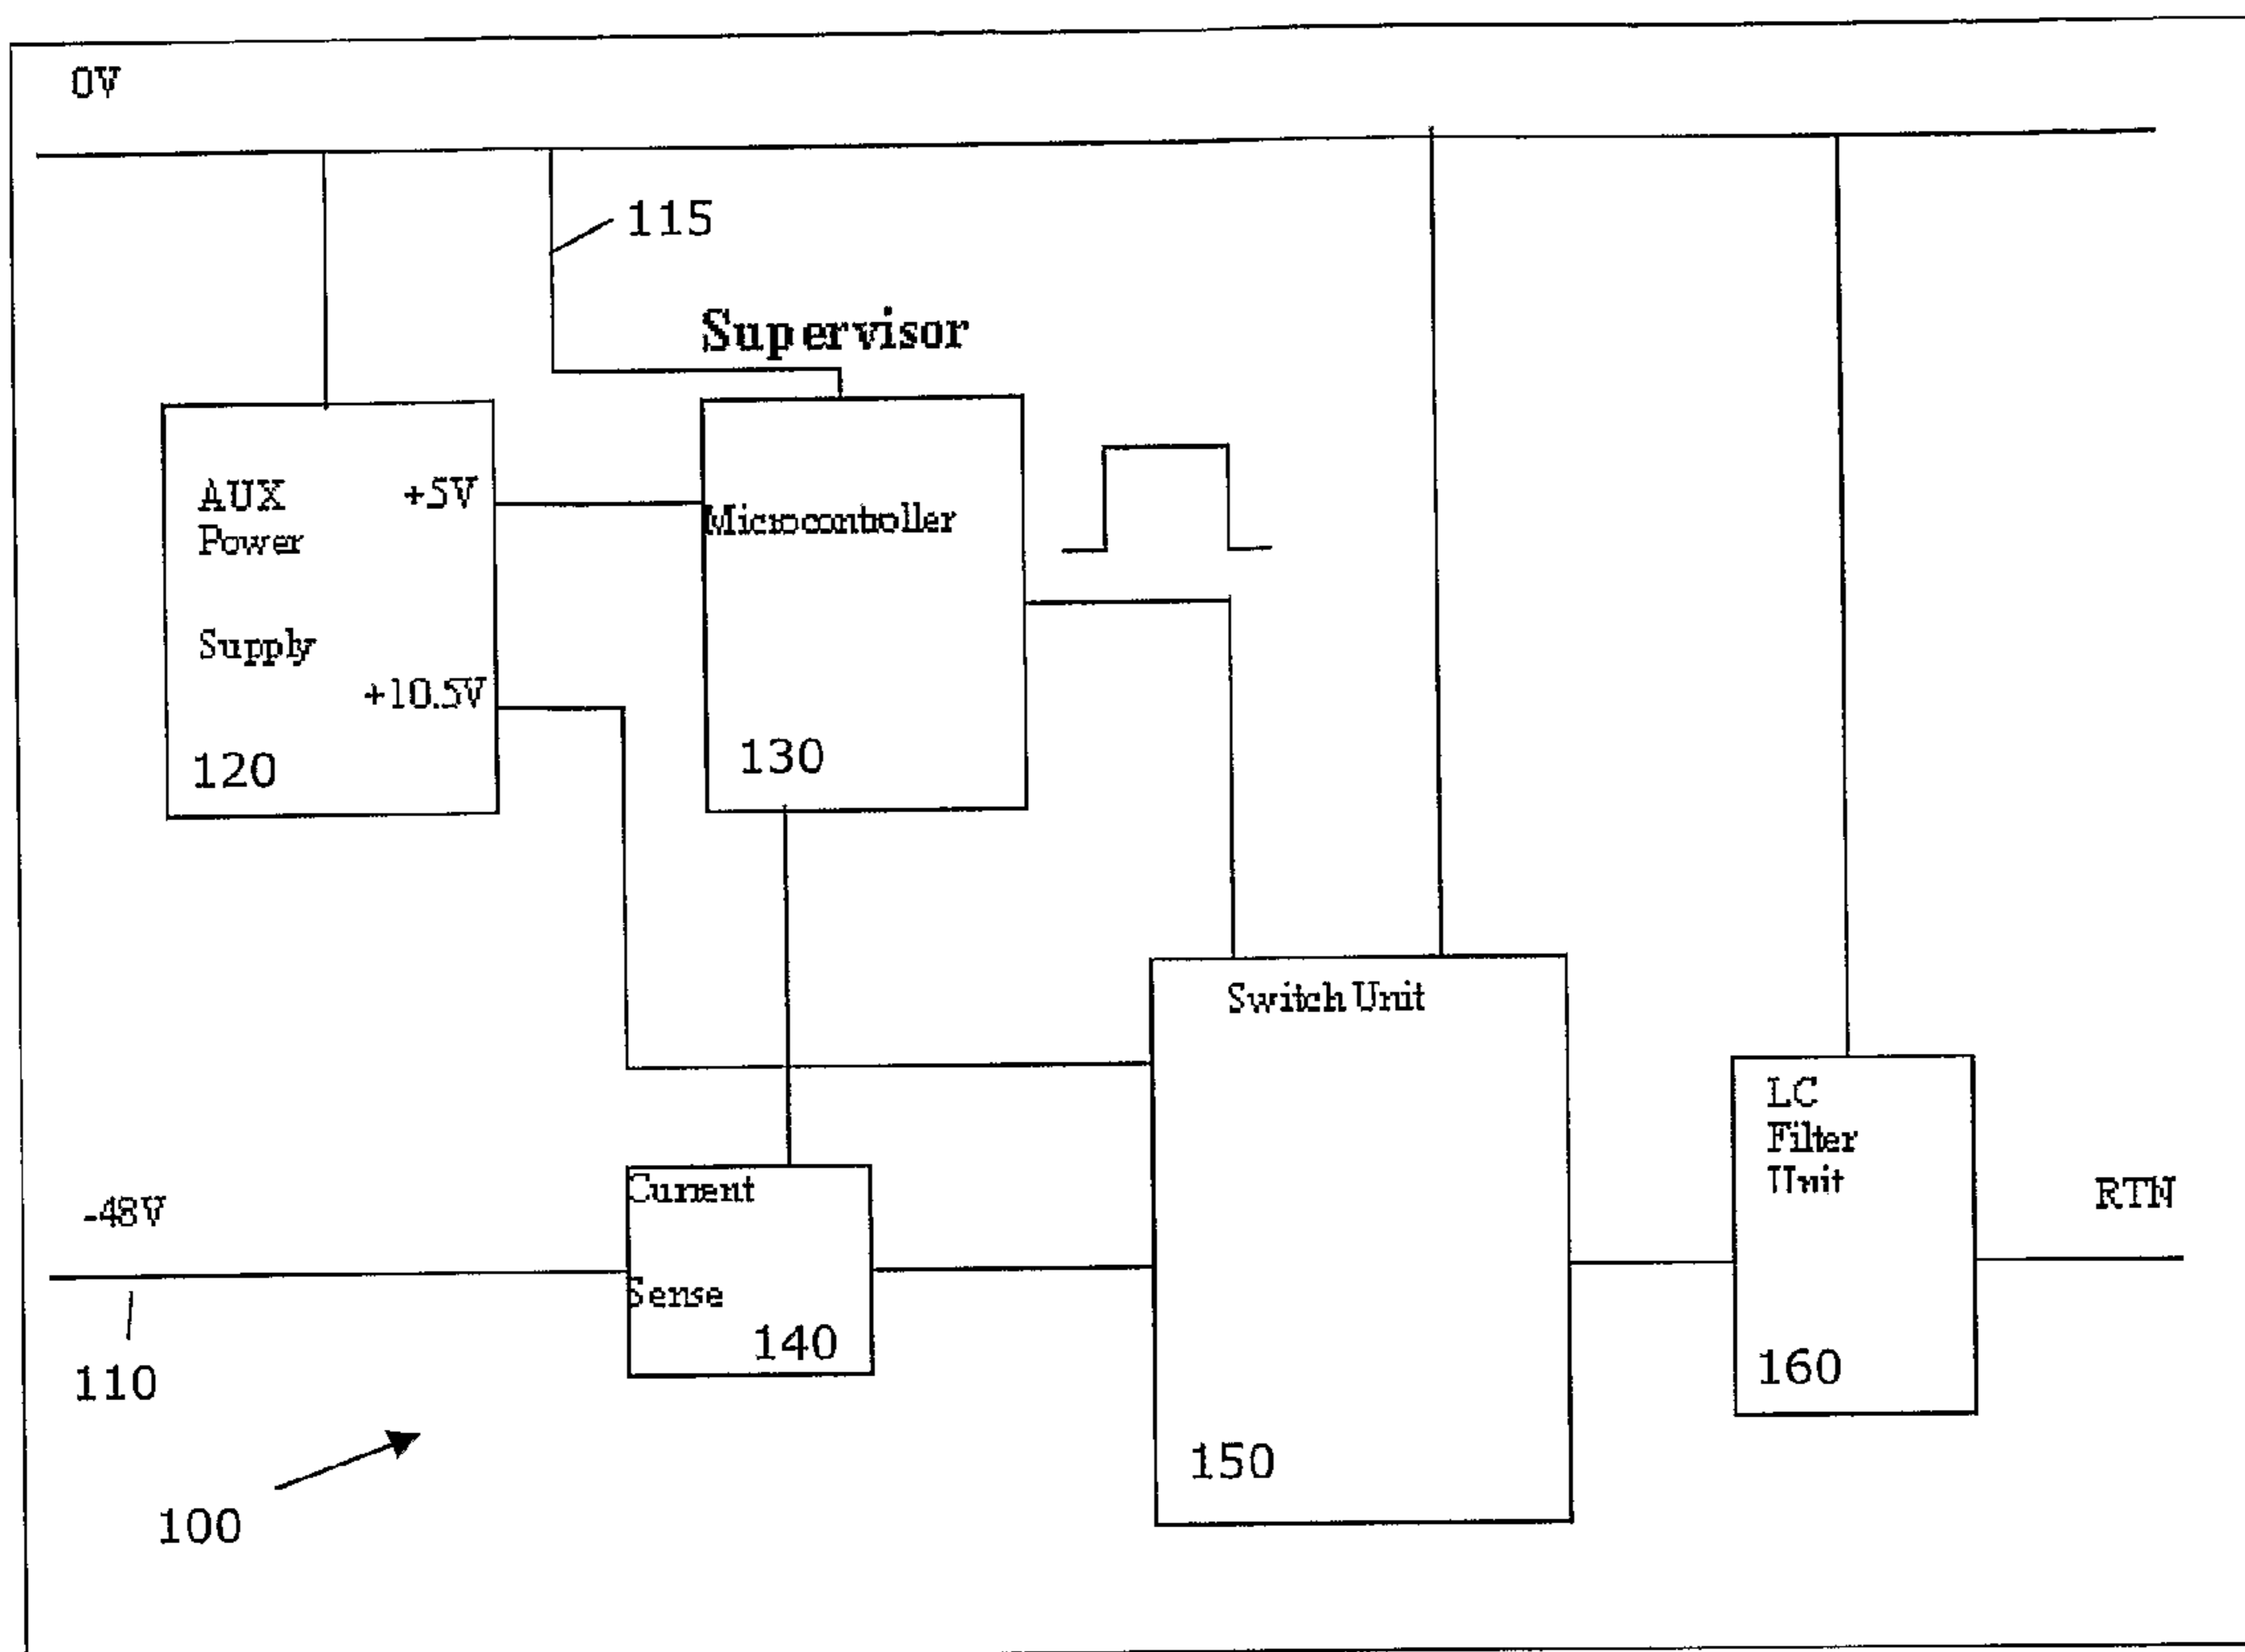 0V
115
Supervisor
AUX
Power
Supply
+5V
+10.5V
120
Microcontroller
130
Switch Unit
150
LC
Filter
Unit
160
RTN
-48V
110
Current
Sense
140
100